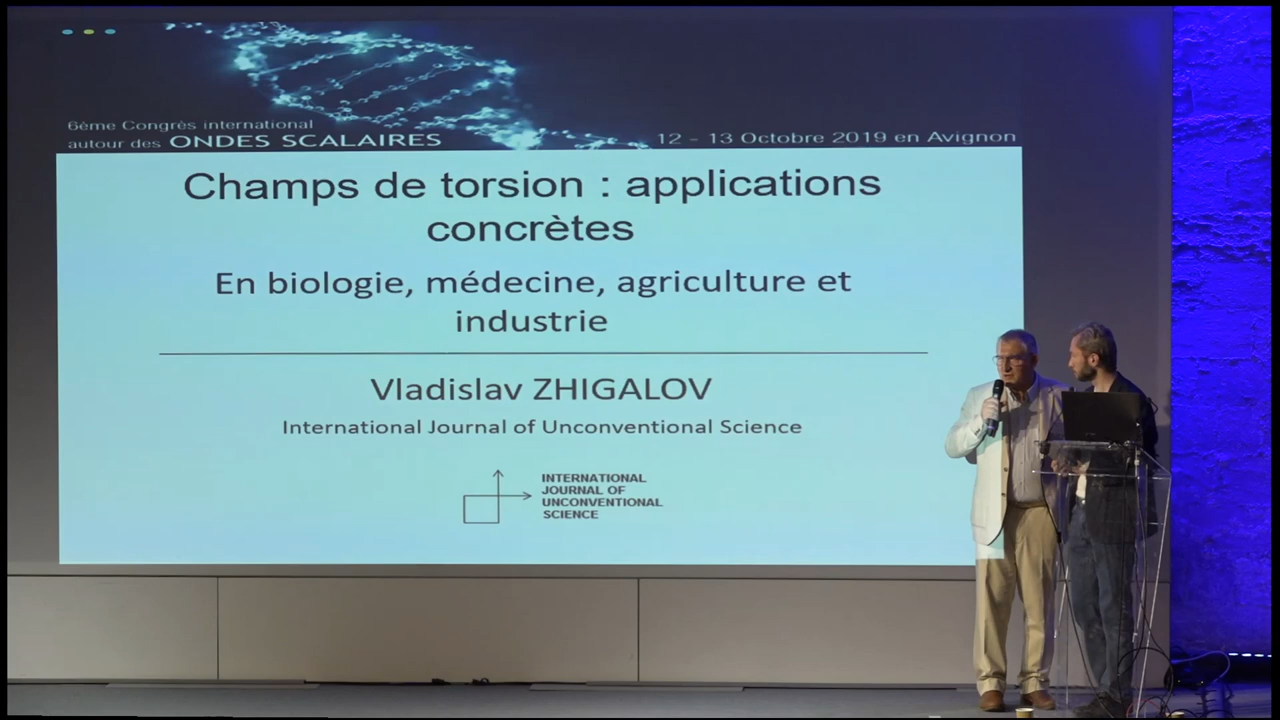 6ème Congrès international
autour des ONDES SCALAIRES
12 - 13 Octobre 2019 en Avignon
Champs de torsion : applications
concrètes
En biologie, médecine, agriculture et
industrie
Vladislav ZHIGALOV
International Journal of Unconventional Science
INTERNATIONAL
JOURNAL OF
UNCONVENTIONAL
SCIENCE